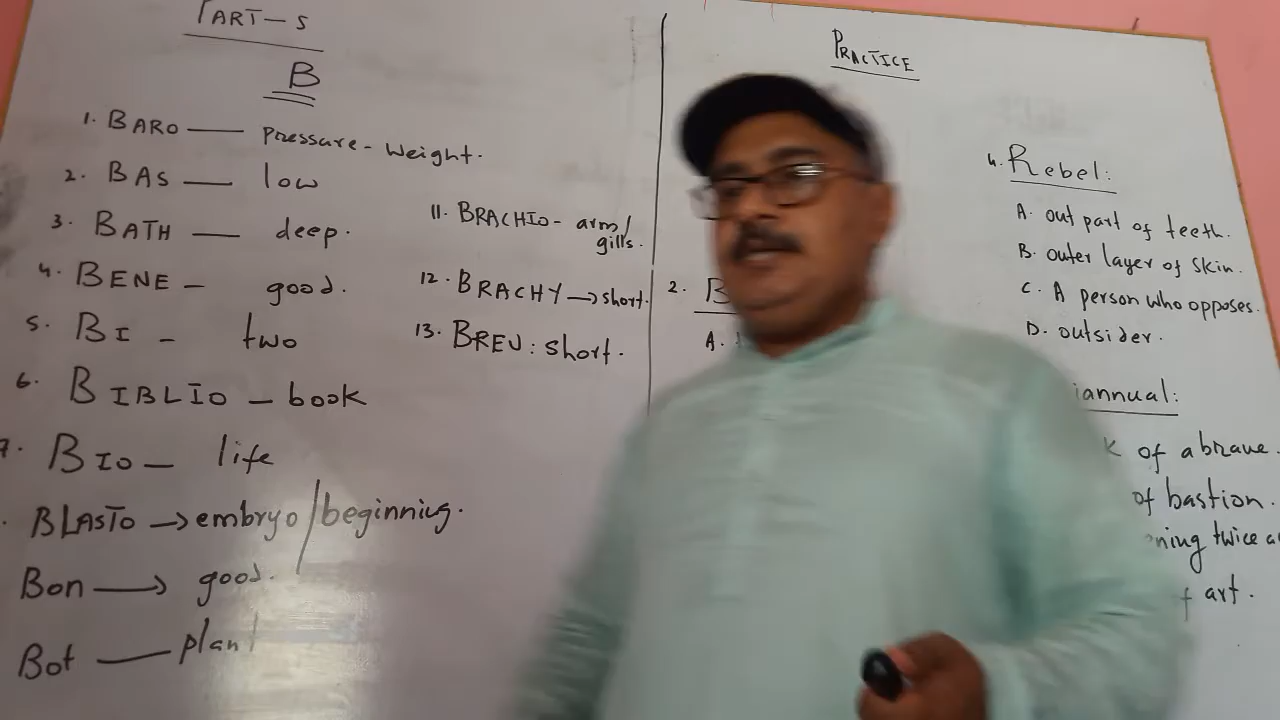 PART-5
B
1. BARO — Pressure - Weight.
2. BAS — low
3. BATH — deep.
4. BENE - good.
5. BI - two
6. BIBLIO - book
7. BIO - life
. BLASTO → embryo / beginning.
Bon → good.
Bot — plant
11. BRACHIO - arm/
gills.
12. BRACHY → short.
13. BREV : short.
PRACTICE
2. B
A.
4. Rebel:
A. out part of teeth.
B. outer layer of skin.
C. A person who opposes.
D. outsider.
iannual:
of a brave.
of bastion.
ning twice a
art.